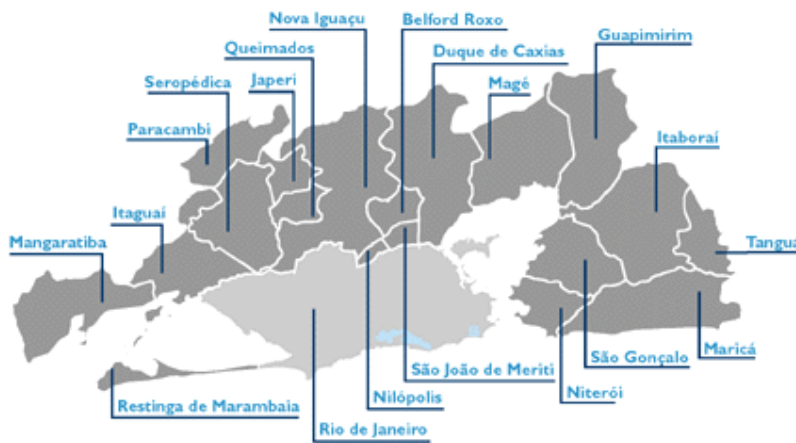 Nova Iguaçu
Belford Roxo
Guapimirim
Queimados
Duque de Caxias
Seropédica
Japeri
Magé
Paracambi
Itaboraí
Itaguaí
Mangaratiba
Tanguá
São Gonçalo
Maricá
São João de Meriti
Niterói
Nilópolis
Restinga de Marambaia
Rio de Janeiro